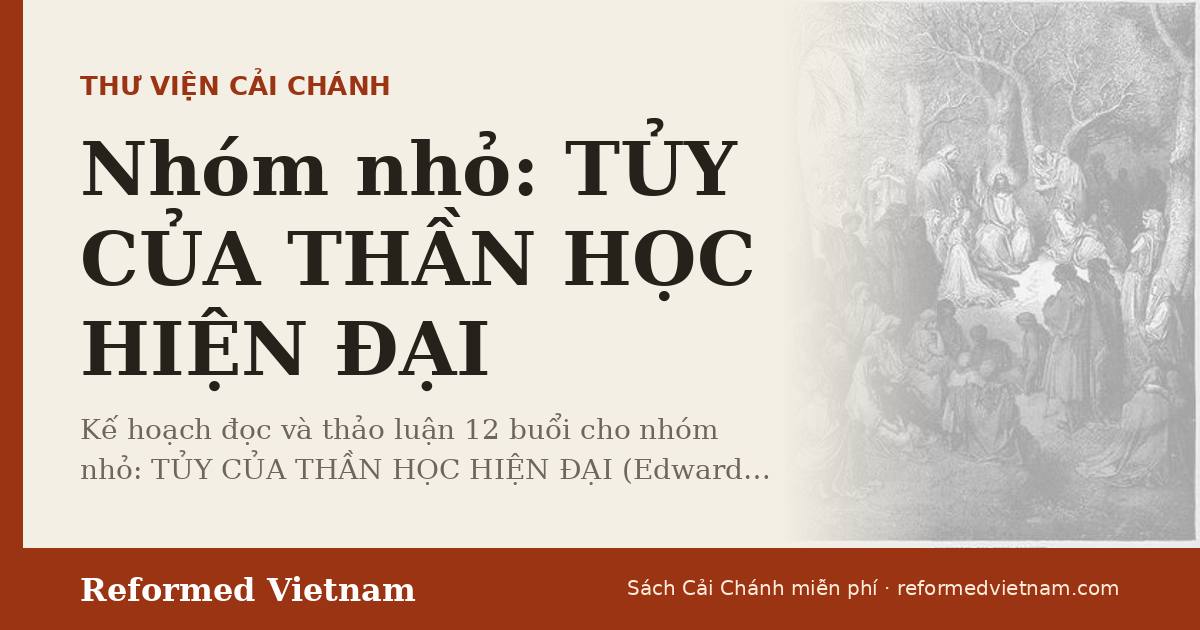 THƯ VIỆN CẢI CHÁNH
Nhóm nhỏ: TỦY
CỦA THẦN HỌC
HIỆN ĐẠI
Kế hoạch đọc và thảo luận 12 buổi cho nhóm
nhỏ: TỦY CỦA THẦN HỌC HIỆN ĐẠI (Edward...
Reformed Vietnam
Sách Cải Chánh miễn phí · reformedvietnam.com